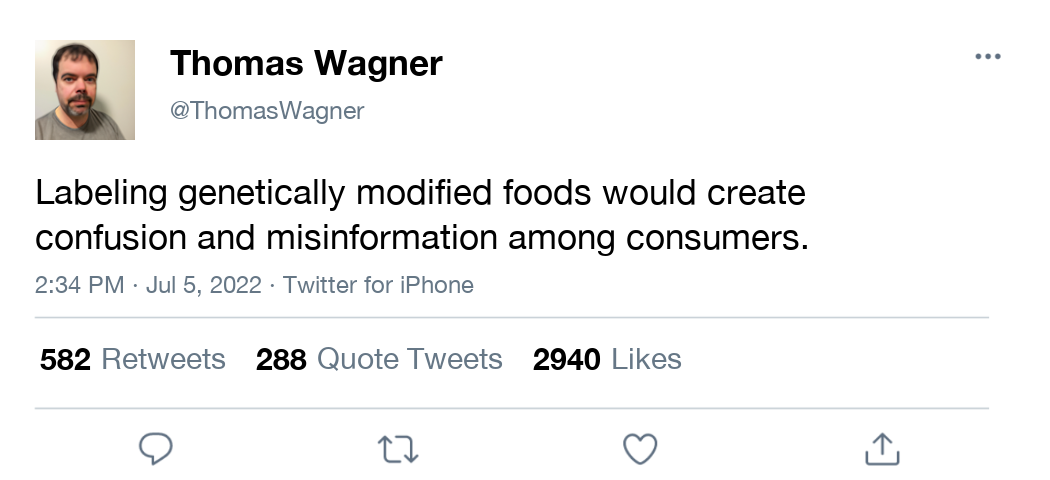 Thomas Wagner
@ThomasWagner
Labeling genetically modified foods would create
confusion and misinformation among consumers.
2:34 PM · Jul 5, 2022 · Twitter for iPhone
582 Retweets 288 Quote Tweets 2940 Likes